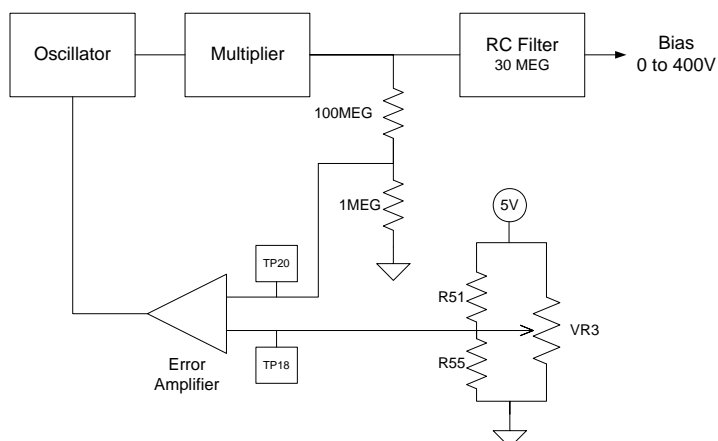 Oscillator
Multiplier
RC Filter
30 MEG
Bias
0 to 400V
100MEG
1MEG
5V
TP20
R51
VR3
TP18
R55
Error
Amplifier